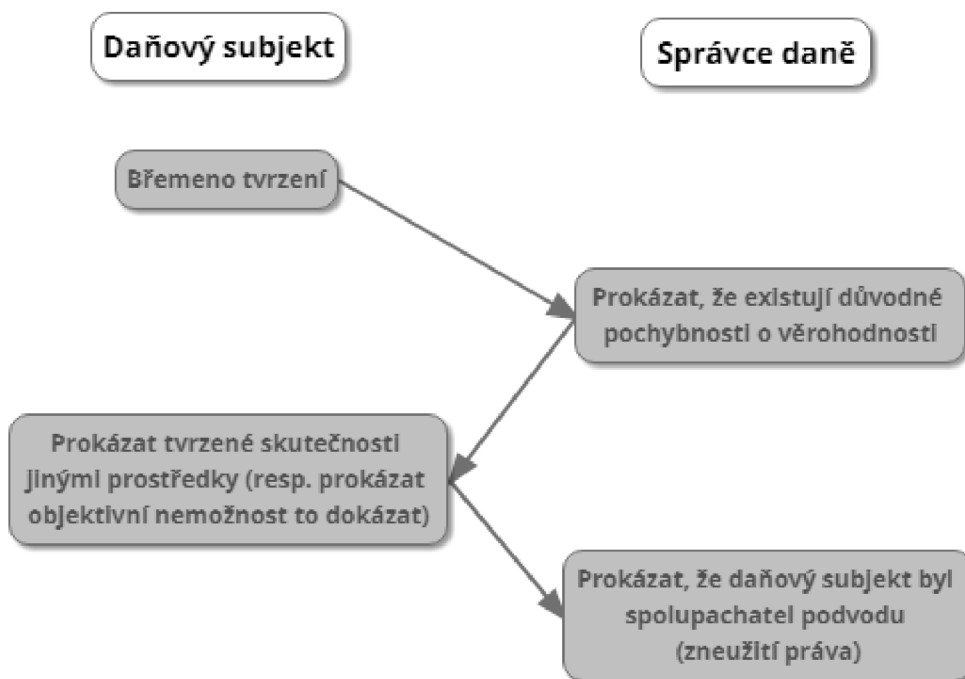 Daňový subjekt
Správce daně
Břemeno tvrzení
Prokázat, že existují důvodné
pochybnosti o věrohodnosti
Prokázat tvrzené skutečnosti
jinými prostředky (resp. prokázat
objektivní nemožnost to dokázat)
Prokázat, že daňový subjekt byl
spolupachatel podvodu
(zneužití práva)